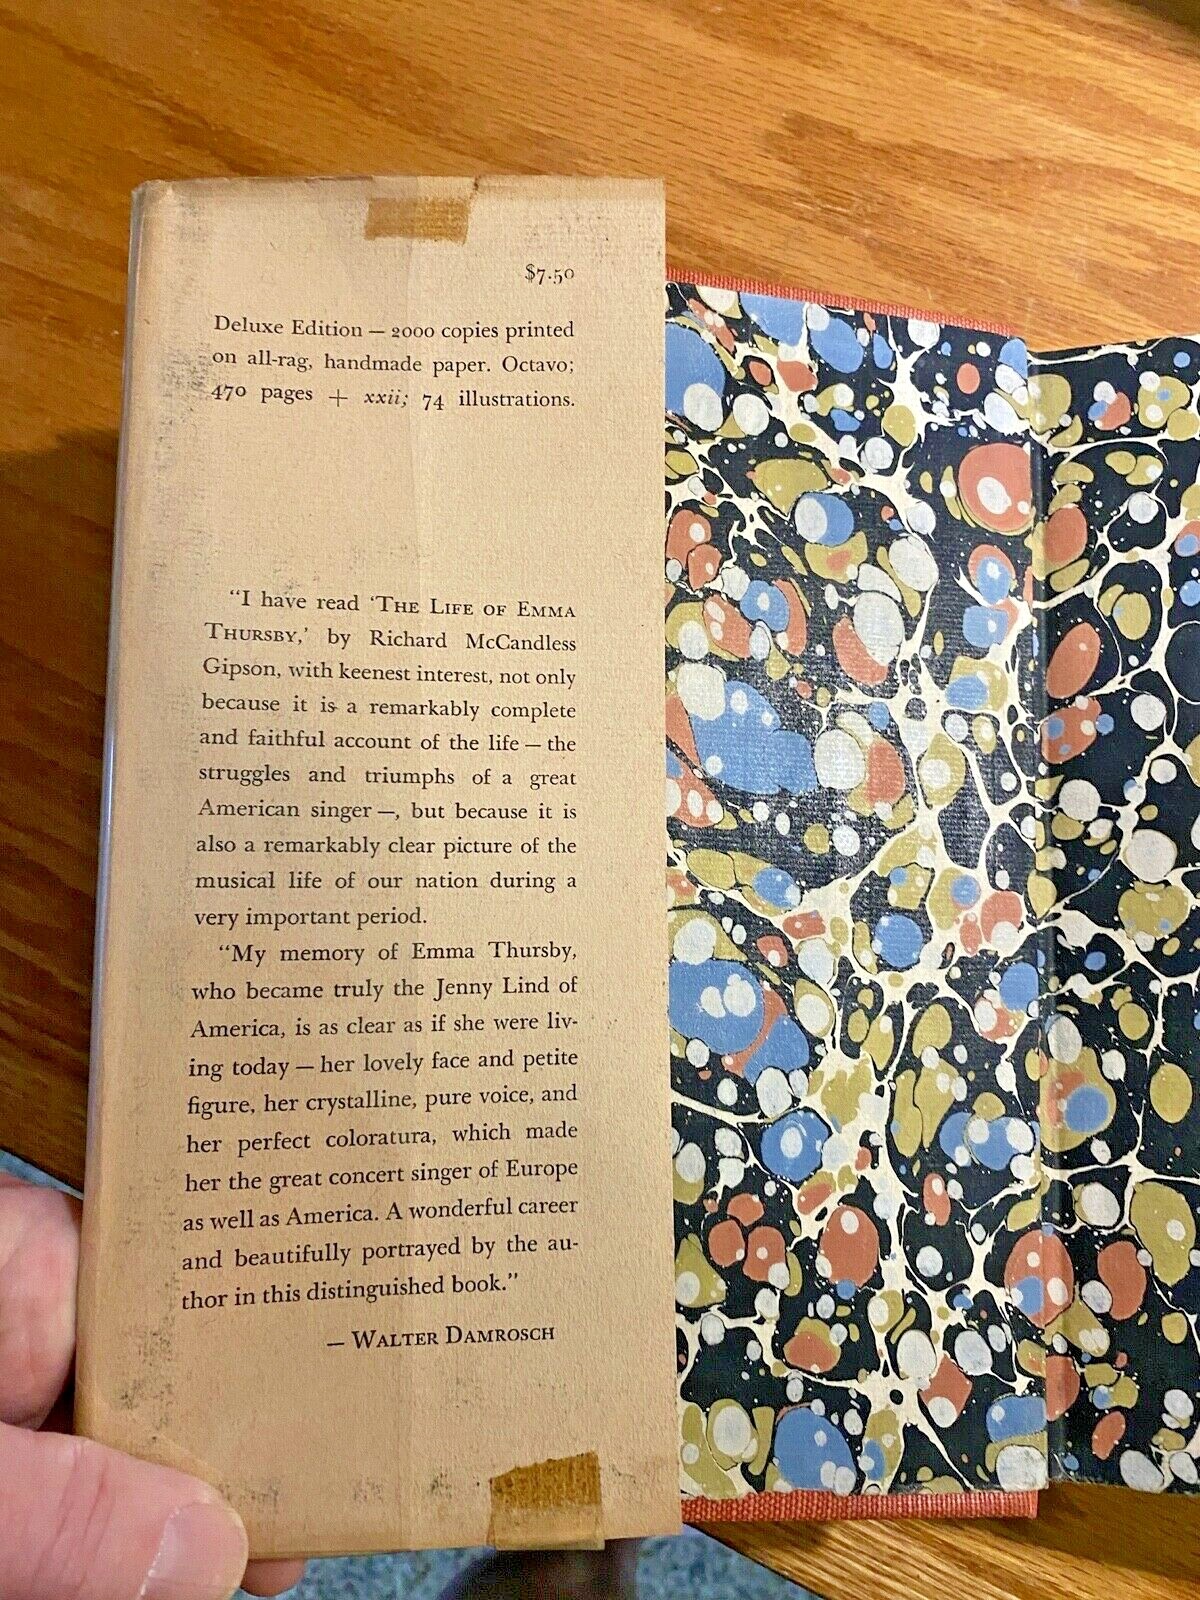 $7.50
Deluxe Edition — 2000 copies printed
on all-rag, handmade paper. Octavo;
470 pages + xxii; 74 illustrations.
“I have read ‘THE LIFE OF EMMA
THURSBY,’ by Richard McCandless
Gipson, with keenest interest, not only
because it is a remarkably complete
and faithful account of the life — the
struggles and triumphs of a great
American singer —, but because it is
also a remarkably clear picture of the
musical life of our nation during a
very important period.
“My memory of Emma Thursby,
who became truly the Jenny Lind of
America, is as clear as if she were liv-
ing today — her lovely face and petite
figure, her crystalline, pure voice, and
her perfect coloratura, which made
her the great concert singer of Europe
as well as America. A wonderful career
and beautifully portrayed by the au-
thor in this distinguished book.”
— WALTER DAMROSCH